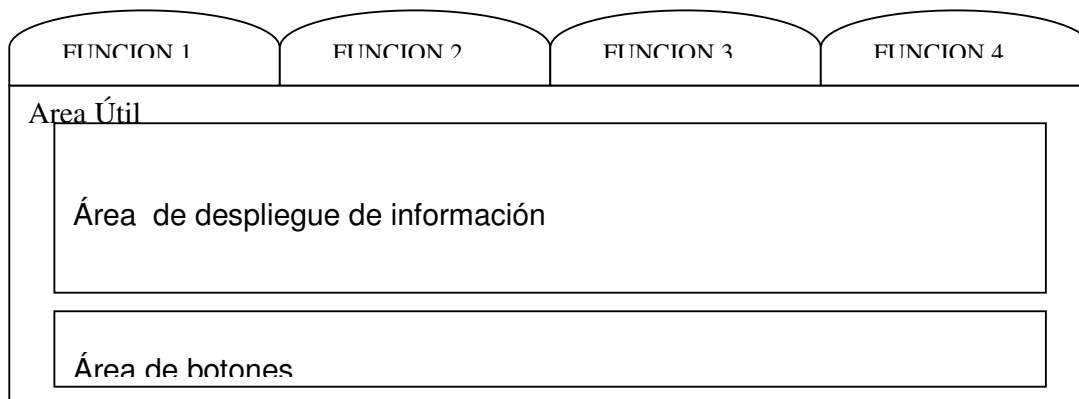 FUNCION 1 FUNCION 2 FUNCION 3 FUNCION 4
Area Útil
Área de despliegue de información
Área de botones